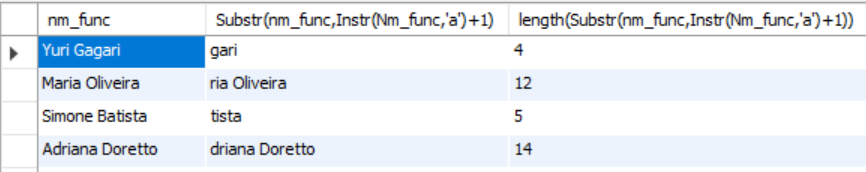 nm_func Substr(nm_func,Instr(Nm_func,'a')+1) length(Substr(nm_func,Instr(Nm_func,'a')+1))
Yuri Gagari gari 4
Maria Oliveira ria Oliveira 12
Simone Batista tista 5
Adriana Doretto driana Doretto 14